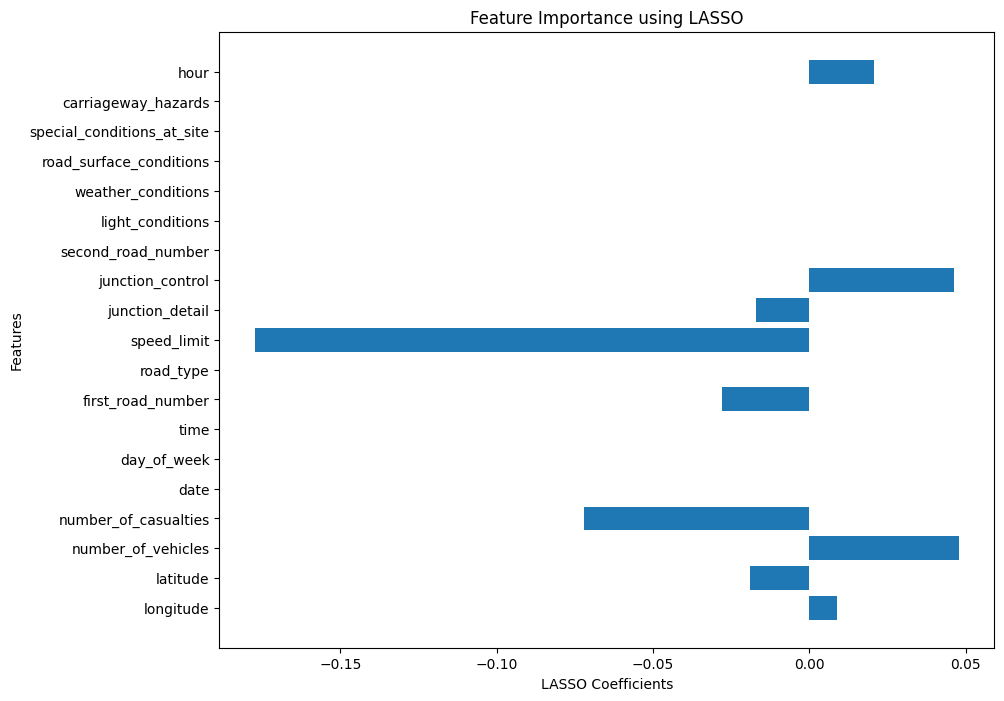 Feature Importance using LASSO
hour
carriageway_hazards
special_conditions_at_site
road_surface_conditions
weather_conditions
light_conditions
second_road_number
junction_control
junction_detail
speed_limit
road_type
first_road_number
time
day_of_week
date
number_of_casualties
number_of_vehicles
latitude
longitude
Features
−0.15 −0.10 −0.05 0.00 0.05
LASSO Coefficients